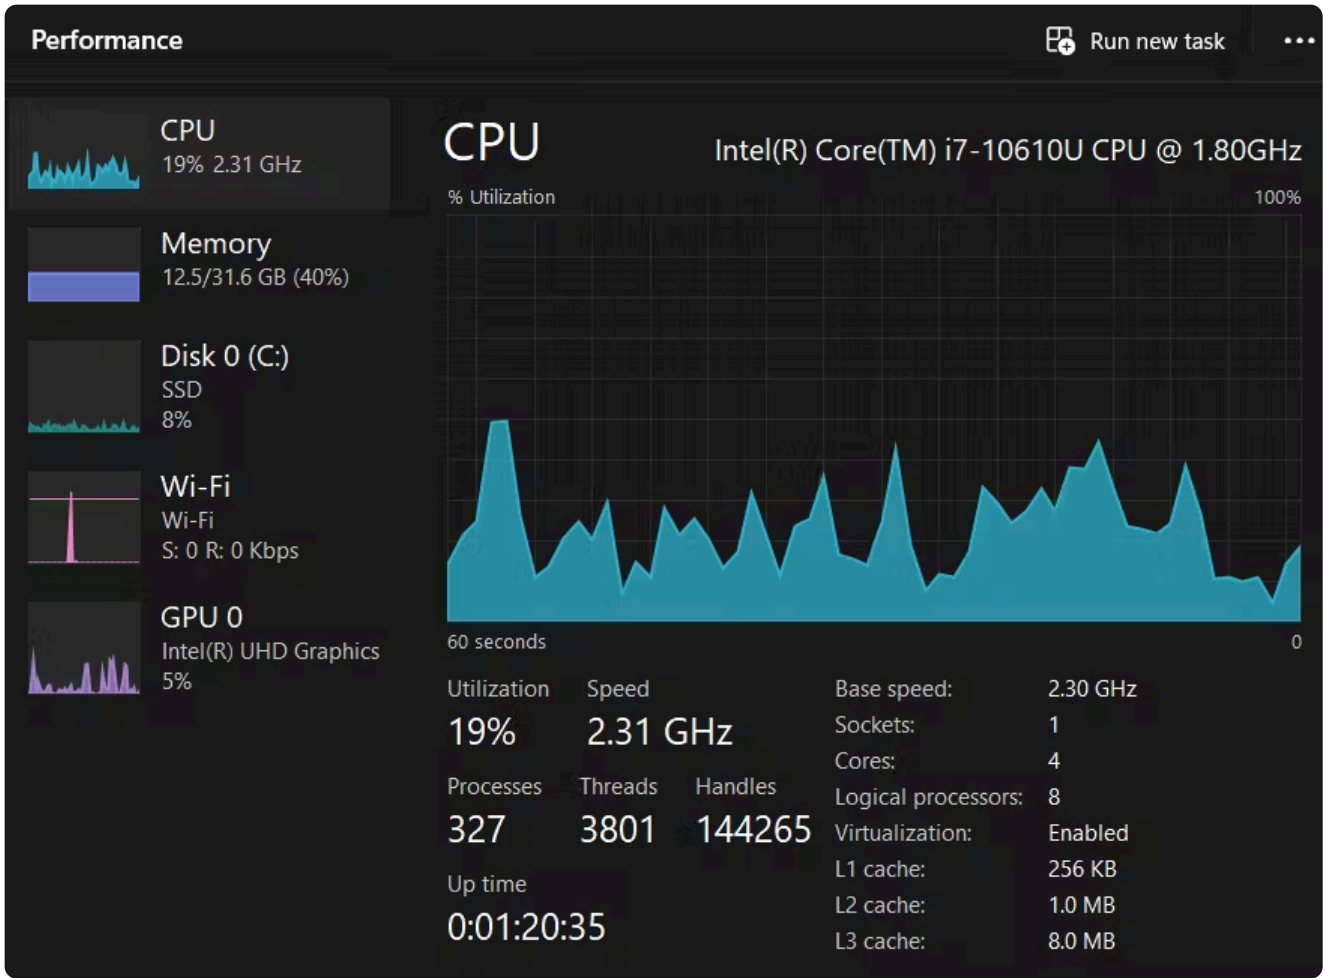 Performance
Run new task
CPU
19% 2.31 GHz
Memory
12.5/31.6 GB (40%)
Disk 0 (C:)
SSD
8%
Wi-Fi
Wi-Fi
S: 0 R: 0 Kbps
GPU 0
Intel(R) UHD Graphics
5%
CPU
Intel(R) Core(TM) i7-10610U CPU @ 1.80GHz
% Utilization
100%
60 seconds
0
Utilization
Speed
19%
2.31 GHz
Processes
Threads
Handles
327
3801
144265
Up time
0:01:20:35
Base speed: 2.30 GHz
Sockets: 1
Cores: 4
Logical processors: 8
Virtualization: Enabled
L1 cache: 256 KB
L2 cache: 1.0 MB
L3 cache: 8.0 MB